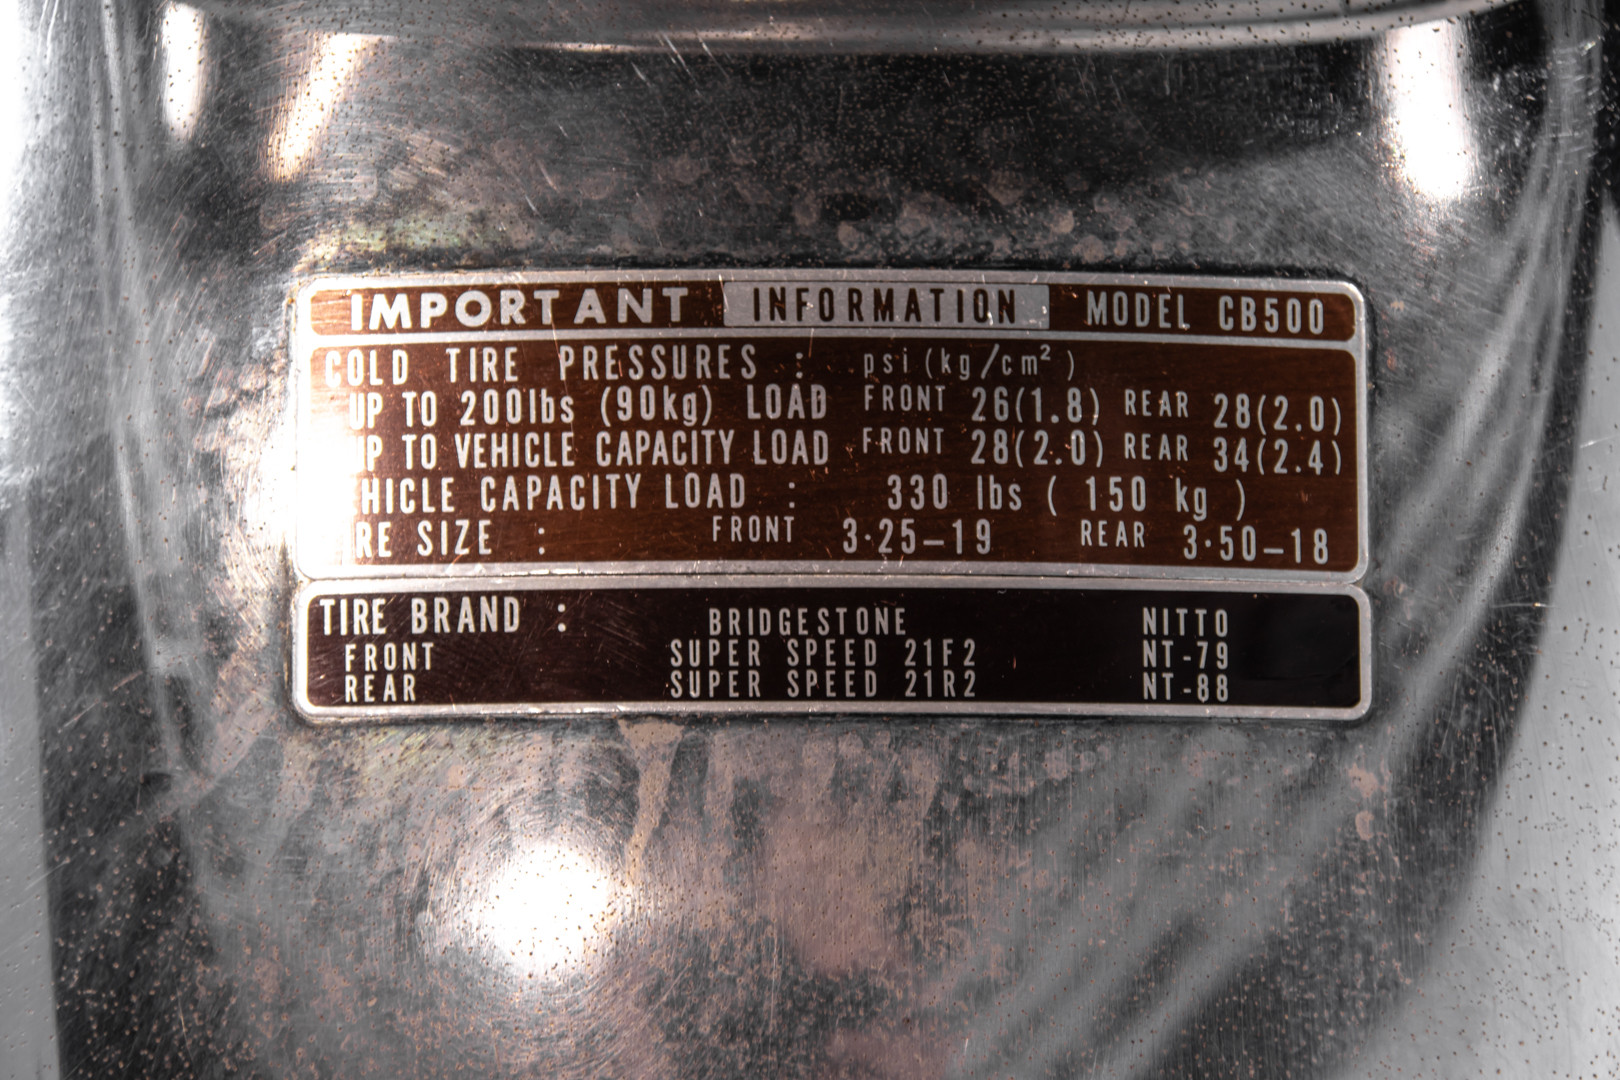 IMPORTANT INFORMATION MODEL CB500
COLD TIRE PRESSURES : psi (kg/cm²)
UP TO 200lbs (90kg) LOAD FRONT 26(1.8) REAR 28(2.0)
UP TO VEHICLE CAPACITY LOAD FRONT 28(2.0) REAR 34(2.4)
HICLE CAPACITY LOAD : 330 lbs ( 150 kg )
RE SIZE : FRONT 3·25–19 REAR 3·50–18
TIRE BRAND : BRIDGESTONE NITTO
FRONT SUPER SPEED 21F2 NT-79
REAR SUPER SPEED 21R2 NT-88